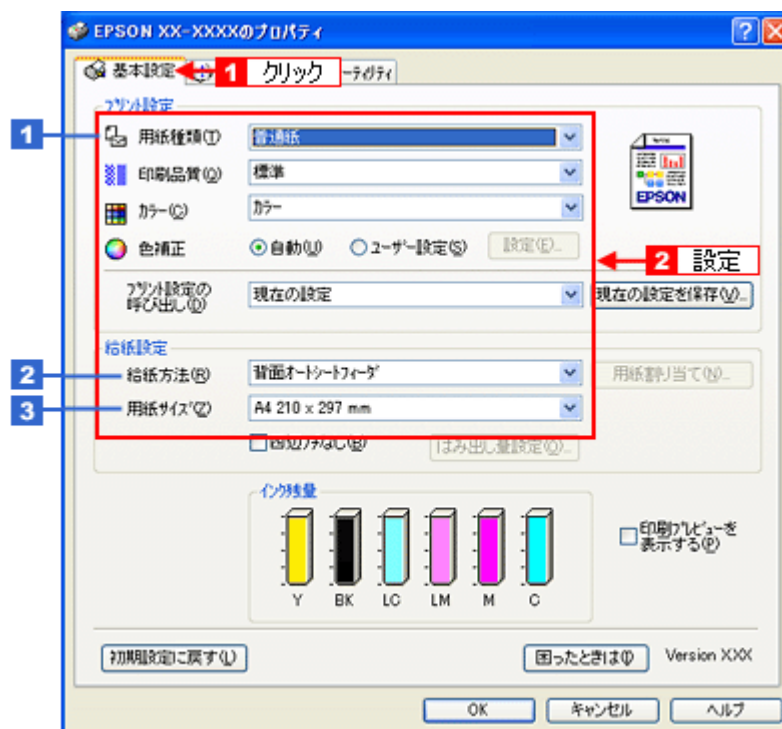 EPSON XX-XXXXのプロパティ
基本設定 1 クリック ーティリティ
プリント設定
1 用紙種類(T) 普通紙
印刷品質(Q) 標準
カラー(C) カラー
EPSON
色補正 自動(U) ユーザー設定(S) 設定(E)...
2 設定
プリント設定の
呼び出し(D) 現在の設定 現在の設定を保存(V)...
給紙設定
2 給紙方法(R) 背面オートシートフィーダ 用紙割り当て(N)...
3 用紙サイズ(Z) A4 210 x 297 mm
四辺フチなし(B) はみ出し量設定(O)...
インク残量
Y BK LC LM M C
印刷プレビューを
表示する(P)
初期設定に戻す(L) 困ったときは(I) Version XXX
OK キャンセル ヘルプ